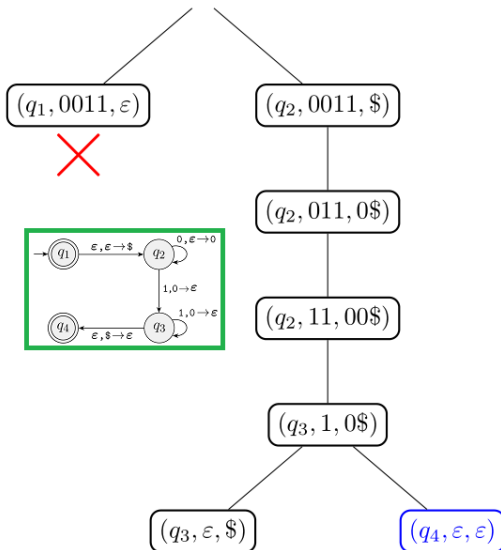 (q₁, 0011, ε) (q₂, 0011, $)
(q₂, 011, 0$)
q₁ ε, ε→$ q₂ 0, ε→0
1, 0→ε
q₄ ε, $→ε q₃ 1, 0→ε
(q₂, 11, 00$)
(q₃, 1, 0$)
(q₃, ε, $) (q₄, ε, ε)